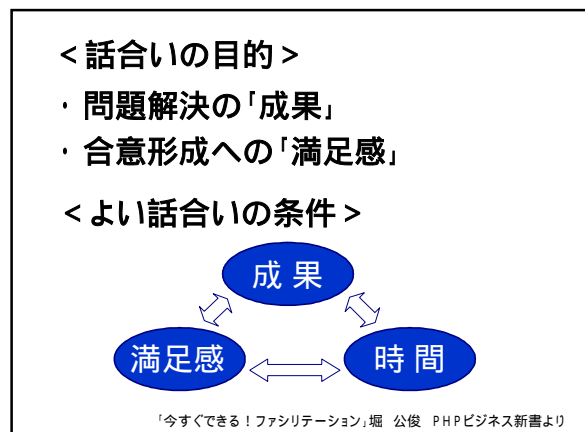 <話合いの目的>
・問題解決の「成果」
・合意形成への「満足感」
<よい話合いの条件>
成 果
満足感
時 間
「今すぐできる！ファシリテーション」堀 公俊 PHPビジネス新書より